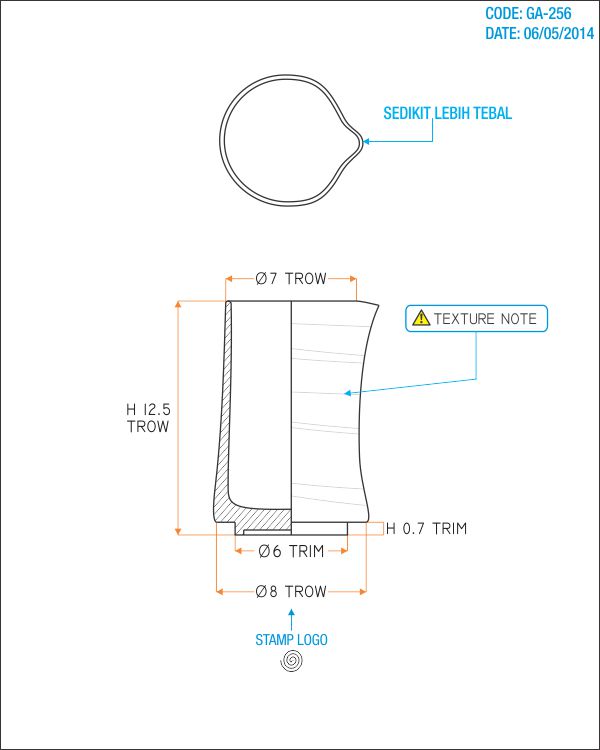 CODE: GA-256
DATE: 06/05/2014
SEDIKIT LEBIH TEBAL
Ø7 TROW
TEXTURE NOTE
H 12.5
TROW
H 0.7 TRIM
Ø6 TRIM
Ø8 TROW
STAMP LOGO